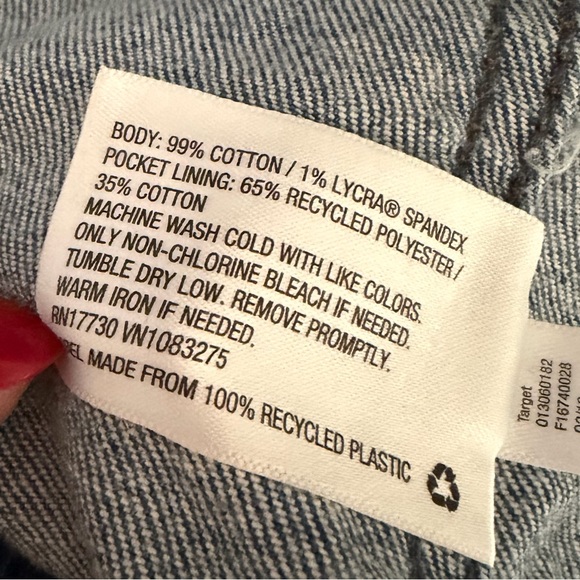 BODY: 99% COTTON / 1% LYCRA® SPANDEX
POCKET LINING: 65% RECYCLED POLYESTER /
35% COTTON
MACHINE WASH COLD WITH LIKE COLORS.
ONLY NON-CHLORINE BLEACH IF NEEDED.
TUMBLE DRY LOW. REMOVE PROMPTLY.
WARM IRON IF NEEDED.
RN17730 VN1083275
MADE FROM 100% RECYCLED PLASTIC
Target
013060182
F16740028